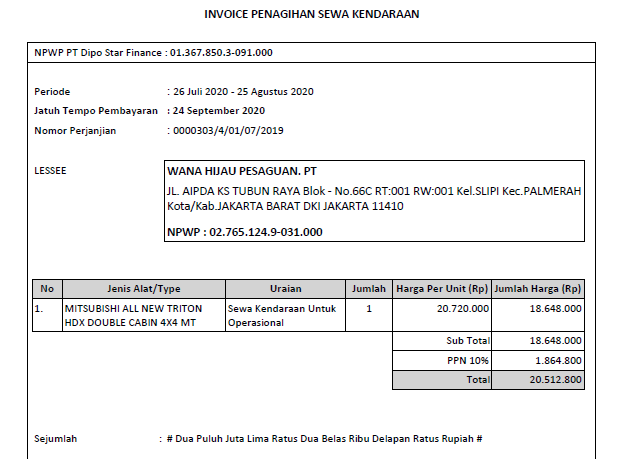 INVOICE PENAGIHAN SEWA KENDARAAN
NPWP PT Dipo Star Finance : 01.367.850.3-091.000
Periode : 26 Juli 2020 - 25 Agustus 2020
Jatuh Tempo Pembayaran : 24 September 2020
Nomor Perjanjian : 0000303/4/01/07/2019
LESSEE WANA HIJAU PESAGUAN. PT
JL. AIPDA KS TUBUN RAYA Blok - No.66C RT:001 RW:001 Kel.SLIPI Kec.PALMERAH
Kota/Kab.JAKARTA BARAT DKI JAKARTA 11410
NPWP : 02.765.124.9-031.000
No Jenis Alat/Type Uraian Jumlah Harga Per Unit (Rp) Jumlah Harga (Rp)
1. MITSUBISHI ALL NEW TRITON Sewa Kendaraan Untuk 1 20.720.000 18.648.000
HDX DOUBLE CABIN 4X4 MT Operasional
Sub Total 18.648.000
PPN 10% 1.864.800
Total 20.512.800
Sejumlah : # Dua Puluh Juta Lima Ratus Dua Belas Ribu Delapan Ratus Rupiah #